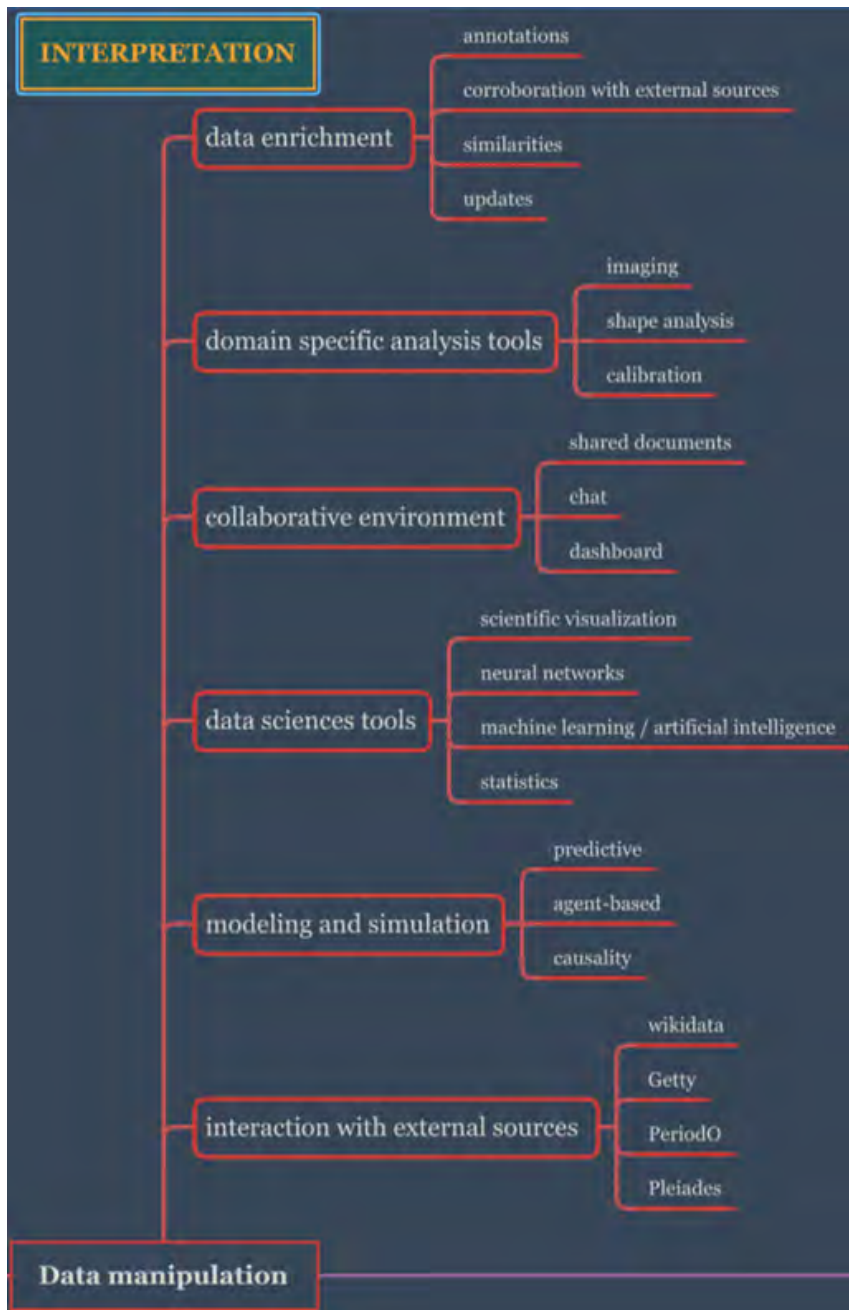 INTERPRETATION
data enrichment
annotations
corroboration with external sources
similarities
updates
domain specific analysis tools
imaging
shape analysis
calibration
collaborative environment
shared documents
chat
dashboard
data sciences tools
scientific visualization
neural networks
machine learning / artificial intelligence
statistics
modeling and simulation
predictive
agent-based
causality
interaction with external sources
wikidata
Getty
PeriodO
Pleiades
Data manipulation